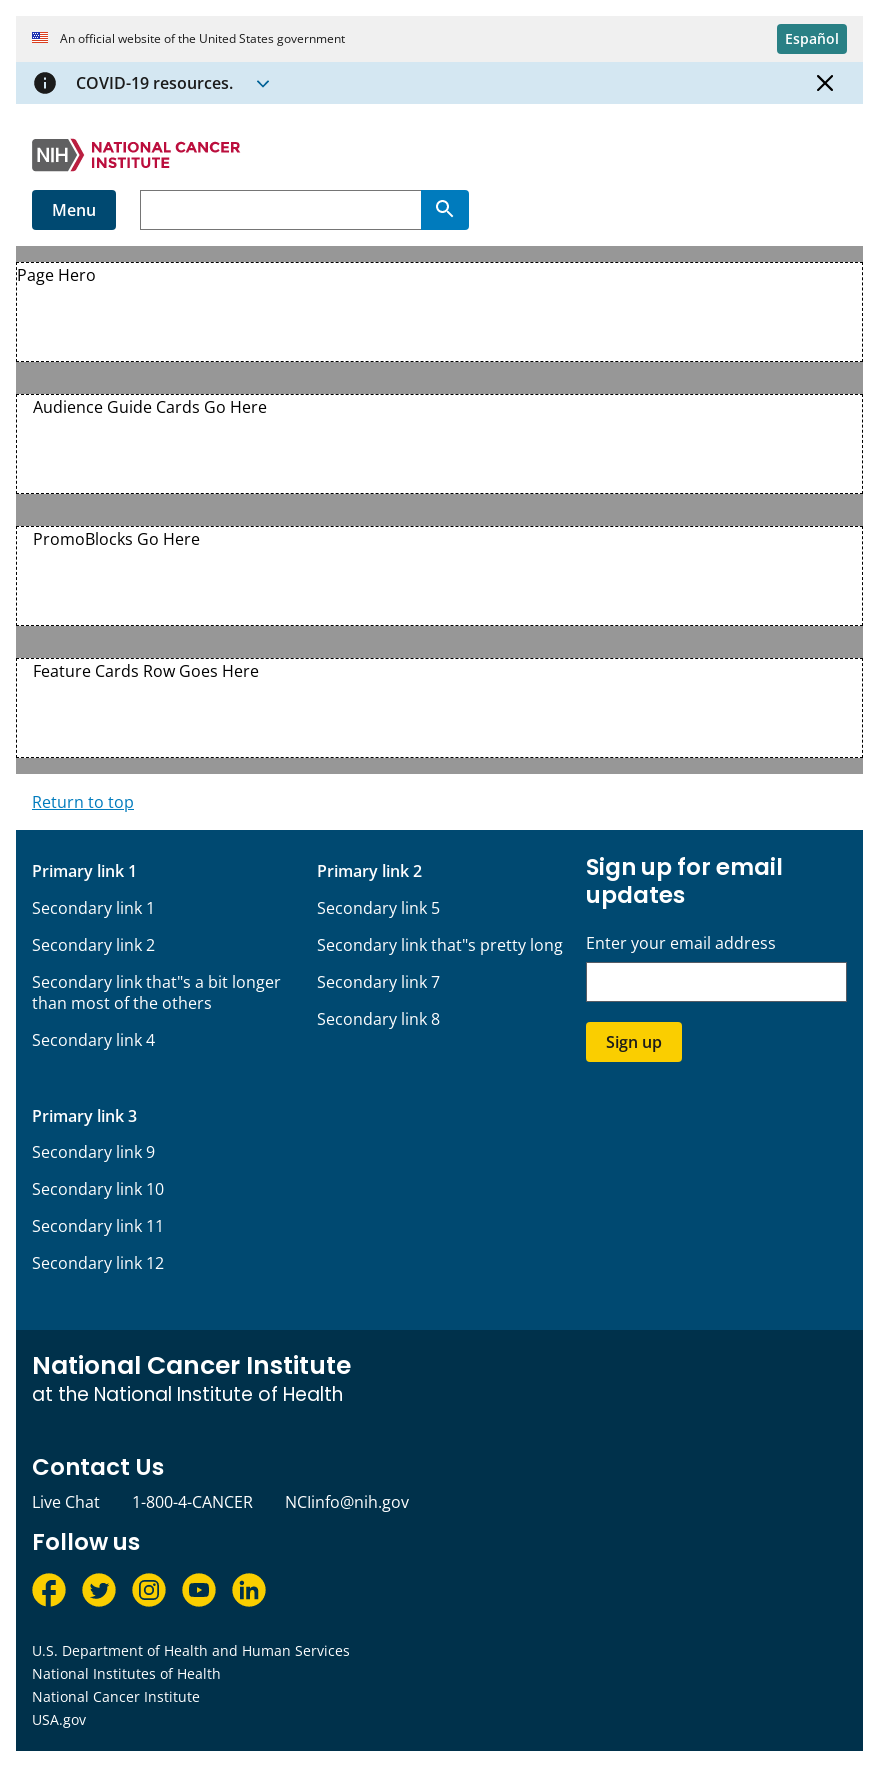 An official website of the United States government
Español
COVID-19 resources.
NIH
NATIONAL CANCER
INSTITUTE
Menu
Page Hero
Audience Guide Cards Go Here
PromoBlocks Go Here
Feature Cards Row Goes Here
Return to top
Primary link 1
Secondary link 1
Secondary link 2
Secondary link that"s a bit longer
than most of the others
Secondary link 4
Primary link 2
Secondary link 5
Secondary link that"s pretty long
Secondary link 7
Secondary link 8
Primary link 3
Secondary link 9
Secondary link 10
Secondary link 11
Secondary link 12
Sign up for email
updates
Enter your email address
Sign up
National Cancer Institute
at the National Institute of Health
Contact Us
Live Chat 1-800-4-CANCER NCIinfo@nih.gov
Follow us
U.S. Department of Health and Human Services
National Institutes of Health
National Cancer Institute
USA.gov